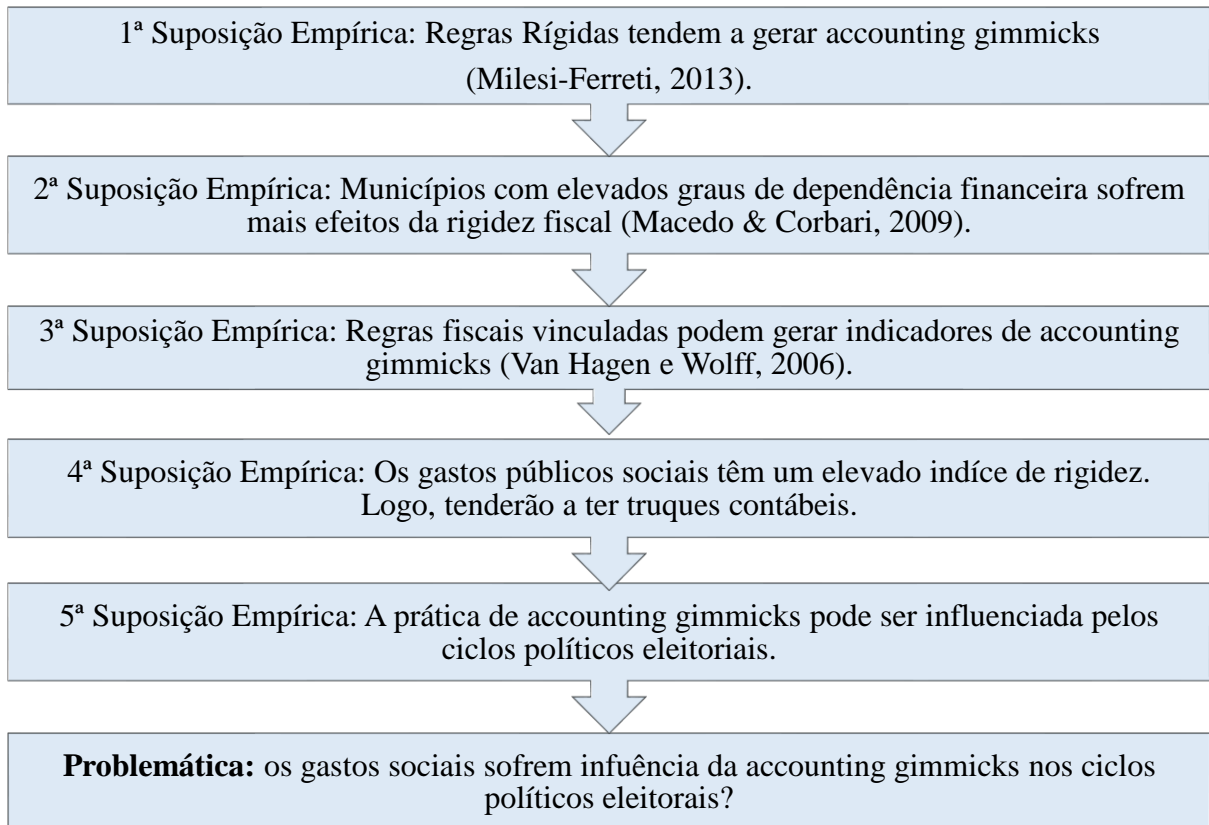 1ª Suposição Empírica: Regras Rígidas tendem a gerar accounting gimmicks
(Milesi-Ferreti, 2013).
2ª Suposição Empírica: Municípios com elevados graus de dependência financeira sofrem
mais efeitos da rigidez fiscal (Macedo & Corbari, 2009).
3ª Suposição Empírica: Regras fiscais vinculadas podem gerar indicadores de accounting
gimmicks (Van Hagen e Wolff, 2006).
4ª Suposição Empírica: Os gastos públicos sociais têm um elevado indíce de rigidez.
Logo, tenderão a ter truques contábeis.
5ª Suposição Empírica: A prática de accounting gimmicks pode ser influenciada pelos
ciclos políticos eleitoriais.
Problemática: os gastos sociais sofrem infuência da accounting gimmicks nos ciclos
políticos eleitorais?